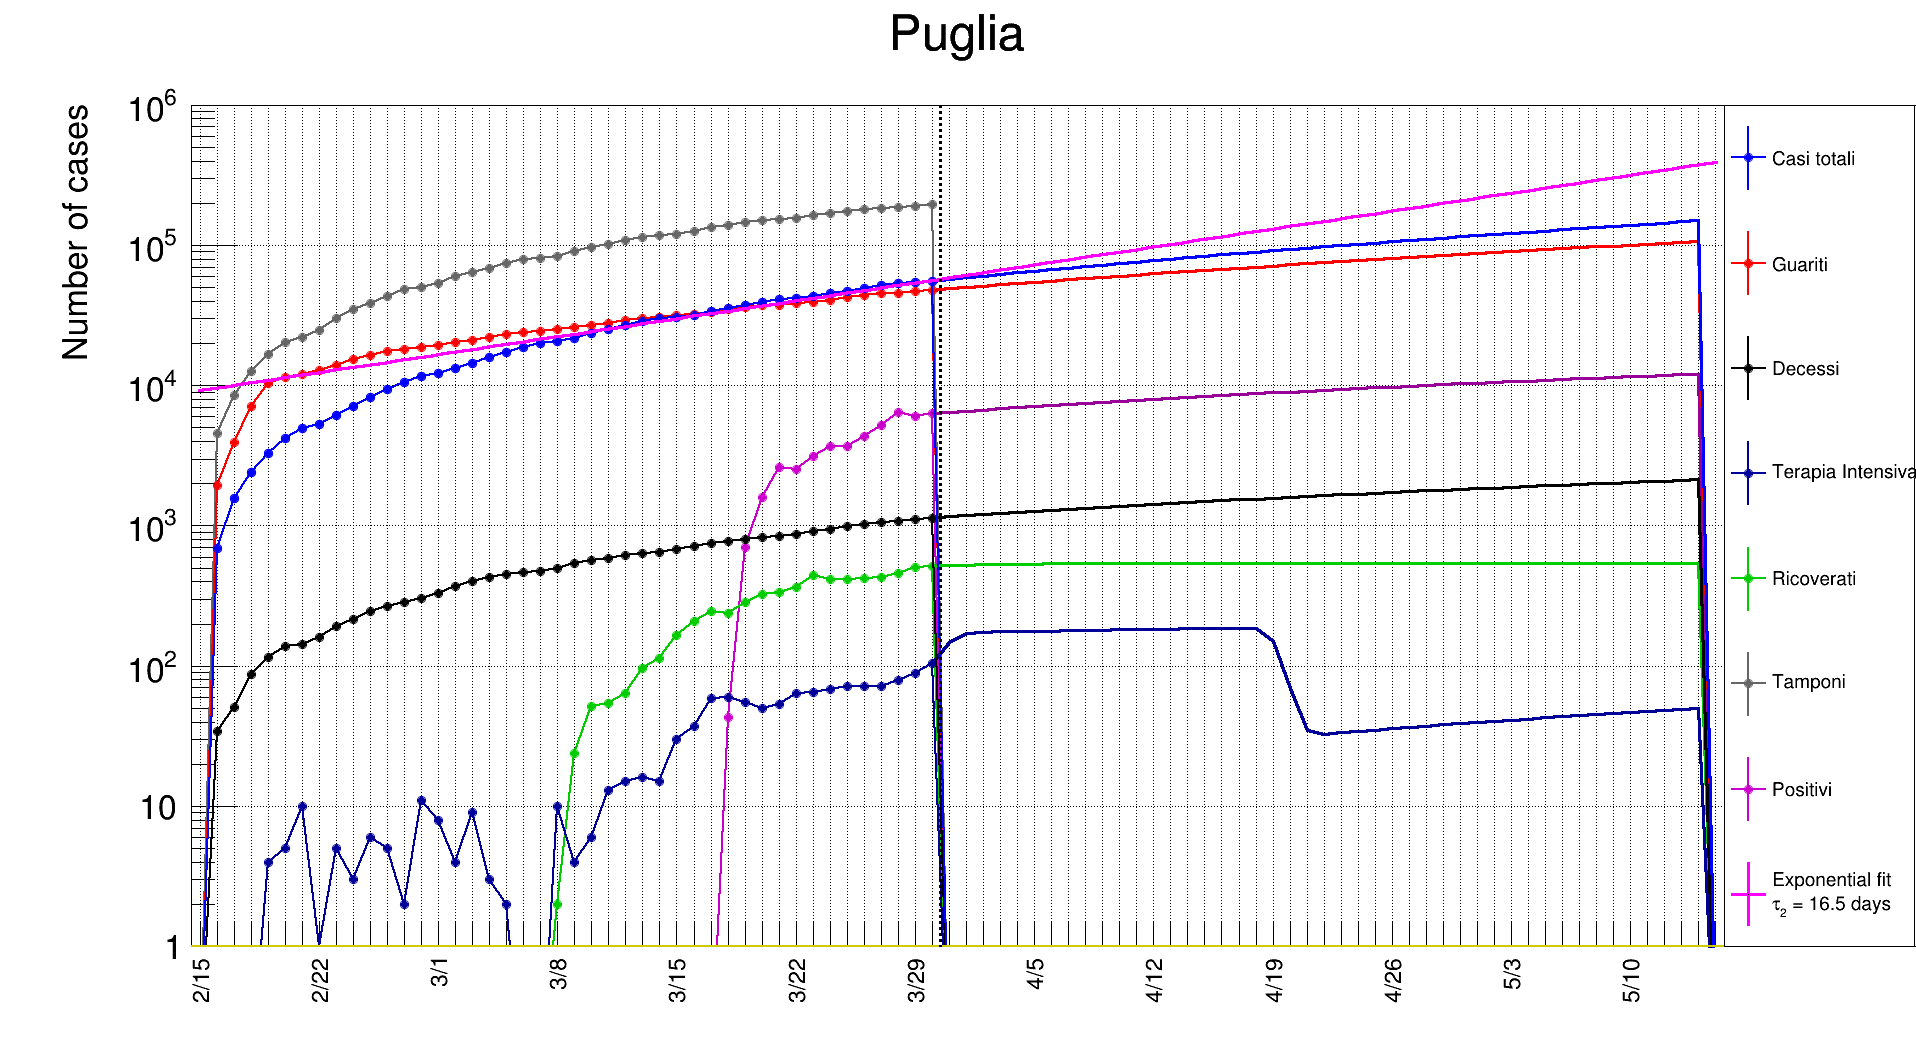 Puglia
Number of cases
10^6
10^5
10^4
10^3
10^2
10
1
2/15
2/22
3/1
3/8
3/15
3/22
3/29
4/5
4/12
4/19
4/26
5/3
5/10
Casi totali
Guariti
Decessi
Terapia Intensiva
Ricoverati
Tamponi
Positivi
Exponential fit
τ_2 = 16.5 days